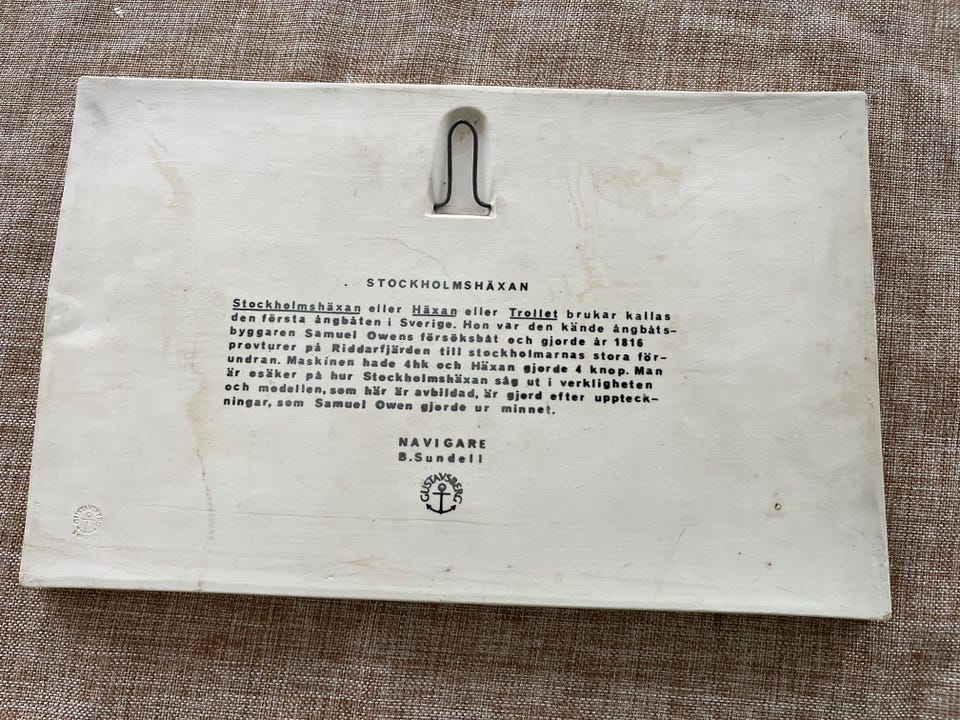 STOCKHOLMSHÄXAN
Stockholmshäxan eller Häxan eller Trollet brukar kallas
den första ångbåten i Sverige. Hon var den kände ångbåts-
byggaren Samuel Owens försöksbåt och gjorde år 1816
provturer på Riddarfjärden till stockholmarnas stora för-
undran. Maskinen hade 4hk och Häxan gjorde 4 knop. Man
är osäker på hur Stockholmshäxan såg ut i verkligheten
och modellen, som här är avbildad, är gjord efter uppteck-
ningar, som Samuel Owen gjorde ur minnet.
NAVIGARE
B. Sundell
GUSTAVSBERG
GUSTAVSBERG